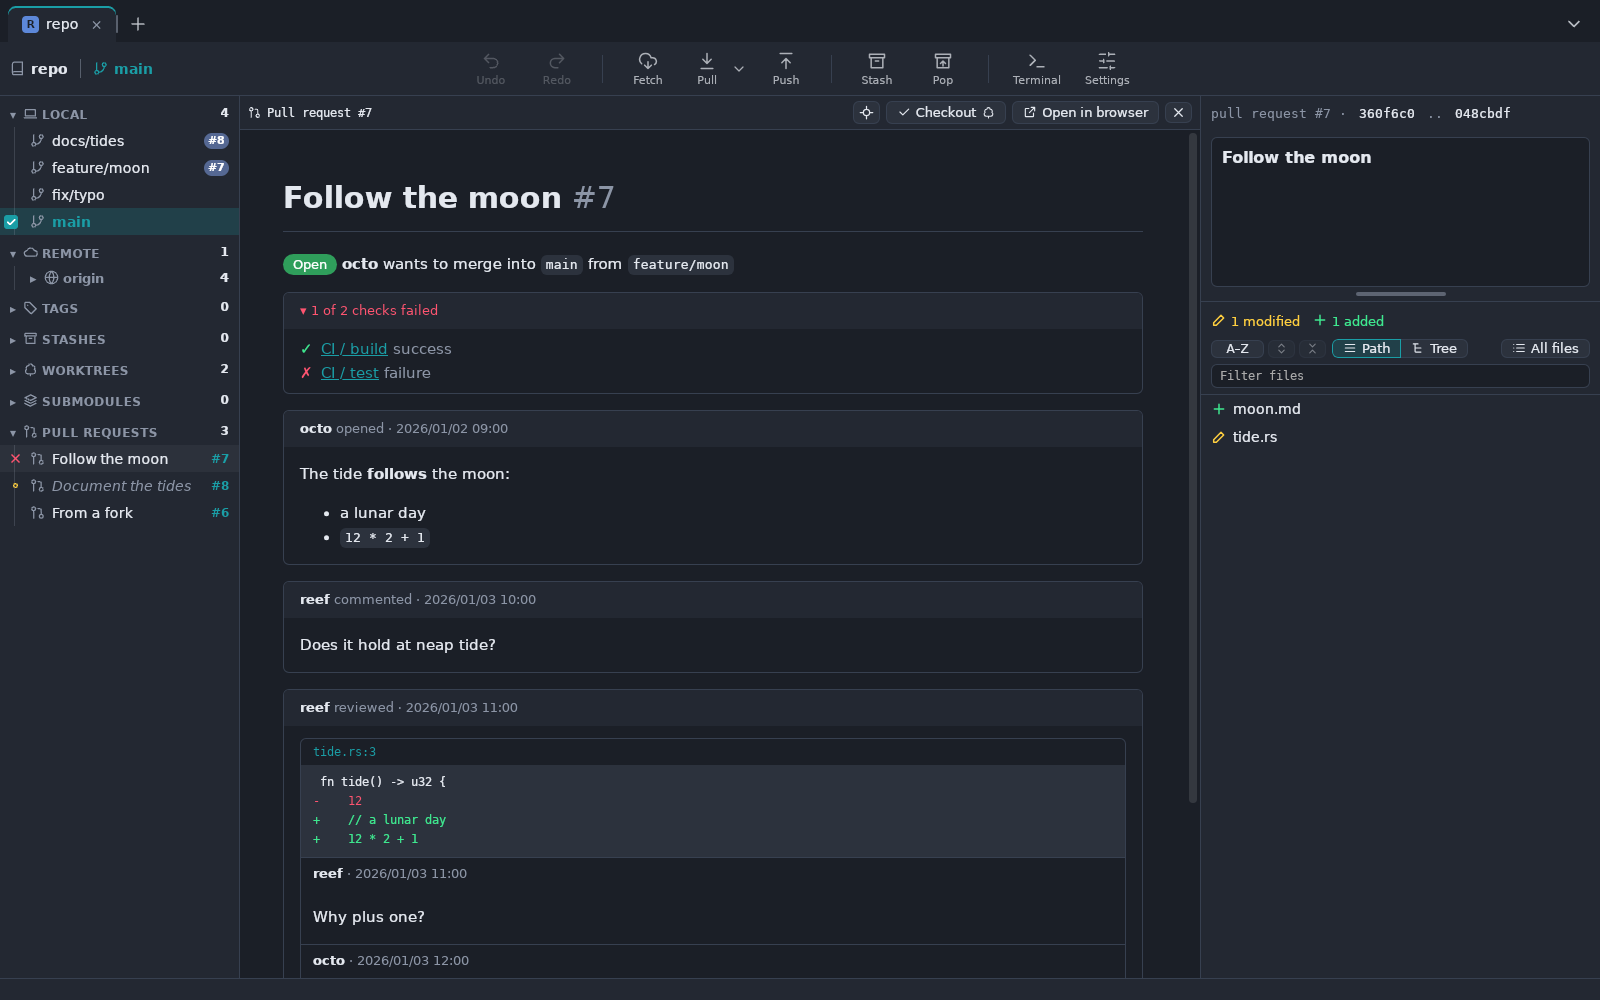 R repo
repo main
Undo Redo Fetch Pull Push Stash Pop Terminal Settings
LOCAL 4
docs/tides #8
feature/moon #7
fix/typo
main
REMOTE 1
origin 4
TAGS 0
STASHES 0
WORKTREES 2
SUBMODULES 0
PULL REQUESTS 3
Follow the moon #7
Document the tides #8
From a fork #6
Pull request #7 Checkout Open in browser
Follow the moon #7
Open octo wants to merge into main from feature/moon
1 of 2 checks failed
✓ CI / build success
✗ CI / test failure
octo opened · 2026/01/02 09:00
The tide follows the moon:
• a lunar day
• 12 * 2 + 1
reef commented · 2026/01/03 10:00
Does it hold at neap tide?
reef reviewed · 2026/01/03 11:00
tide.rs:3
fn tide() -> u32 {
-    12
+    // a lunar day
+    12 * 2 + 1
reef · 2026/01/03 11:00
Why plus one?
octo · 2026/01/03 12:00
pull request #7 · 360f6c0 .. 048cbdf
Follow the moon
1 modified + 1 added
A–Z Path Tree All files
Filter files
+ moon.md
tide.rs